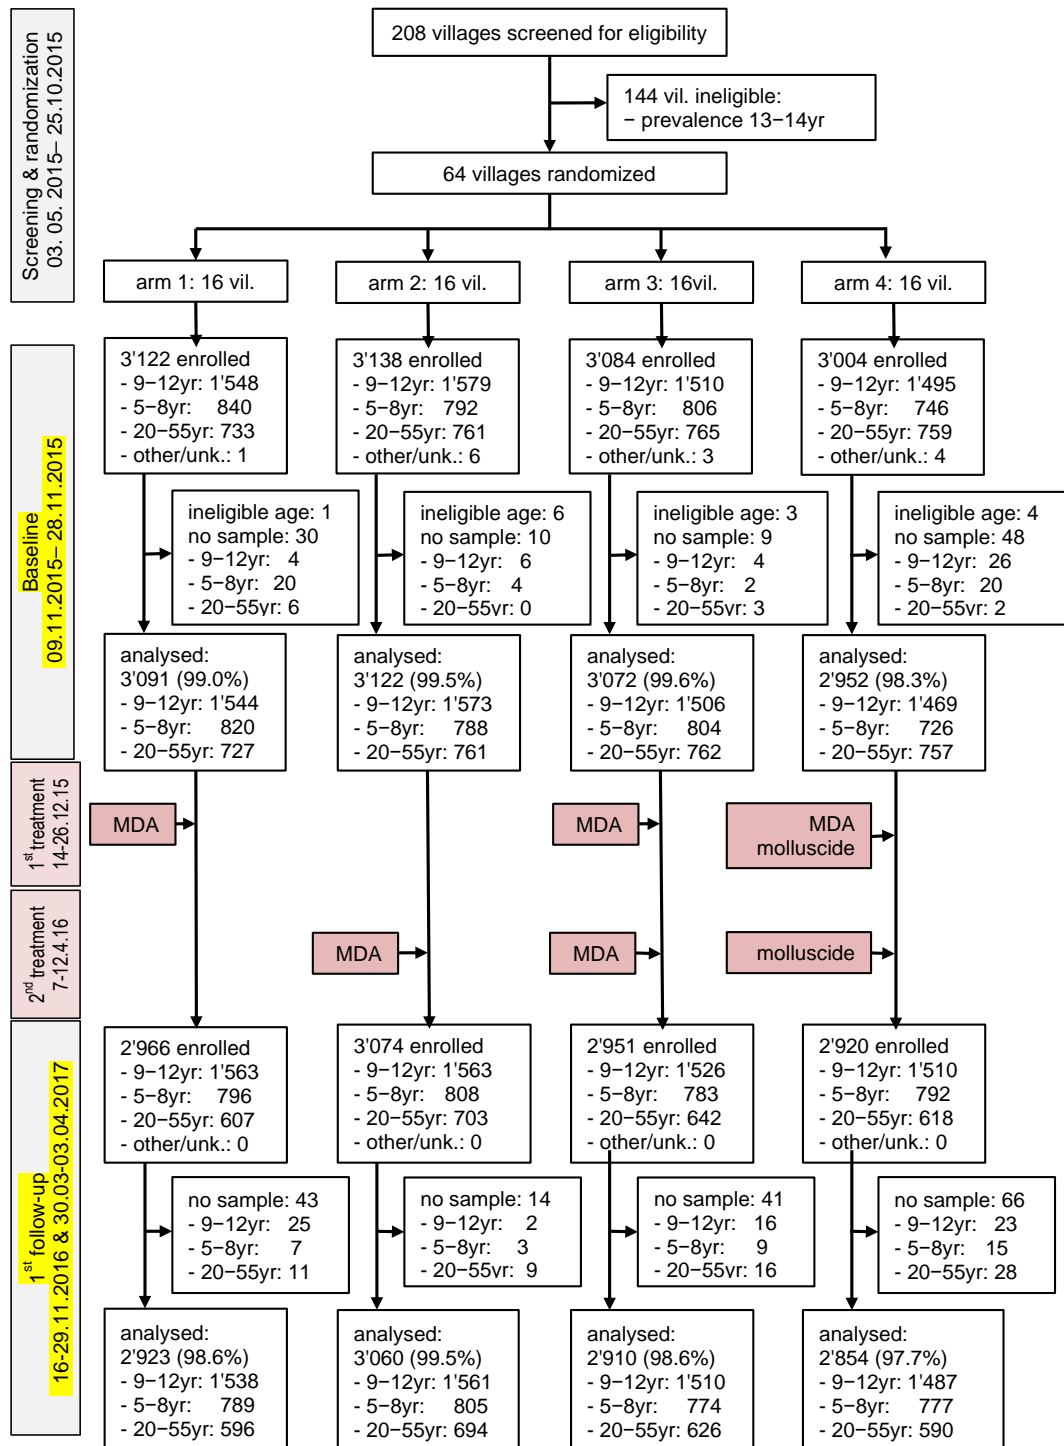 Screening & randomization
03. 05. 2015– 25.10.2015
208 villages screened for eligibility
144 vil. ineligible:
− prevalence 13−14yr
64 villages randomized
arm 1: 16 vil.
arm 2: 16 vil.
arm 3: 16vil.
arm 4: 16 vil.
Baseline
09.11.2015– 28.11.2015
3'122 enrolled
- 9−12yr: 1'548
- 5−8yr: 840
- 20−55yr: 733
- other/unk.: 1
3'138 enrolled
- 9−12yr: 1'579
- 5−8yr: 792
- 20−55yr: 761
- other/unk.: 6
3'084 enrolled
- 9−12yr: 1'510
- 5−8yr: 806
- 20−55yr: 765
- other/unk.: 3
3'004 enrolled
- 9−12yr: 1'495
- 5−8yr: 746
- 20−55yr: 759
- other/unk.: 4
ineligible age: 1
no sample: 30
- 9−12yr: 4
- 5−8yr: 20
- 20−55yr: 6
ineligible age: 6
no sample: 10
- 9−12yr: 6
- 5−8yr: 4
- 20−55yr: 0
ineligible age: 3
no sample: 9
- 9−12yr: 4
- 5−8yr: 2
- 20−55yr: 3
ineligible age: 4
no sample: 48
- 9−12yr: 26
- 5−8yr: 20
- 20−55yr: 2
analysed:
3'091 (99.0%)
- 9−12yr: 1'544
- 5−8yr: 820
- 20−55yr: 727
analysed:
3'122 (99.5%)
- 9−12yr: 1'573
- 5−8yr: 788
- 20−55yr: 761
analysed:
3'072 (99.6%)
- 9−12yr: 1'506
- 5−8yr: 804
- 20−55yr: 762
analysed:
2'952 (98.3%)
- 9−12yr: 1'469
- 5−8yr: 726
- 20−55yr: 757
1st treatment
14-26.12.15
MDA
MDA
MDA
molluscide
2nd treatment
7-12.4.16
MDA
MDA
molluscide
1st follow-up
16-29.11.2016 & 30.03-03.04.2017
2'966 enrolled
- 9−12yr: 1'563
- 5−8yr: 796
- 20−55yr: 607
- other/unk.: 0
3'074 enrolled
- 9−12yr: 1'563
- 5−8yr: 808
- 20−55yr: 703
- other/unk.: 0
2'951 enrolled
- 9−12yr: 1'526
- 5−8yr: 783
- 20−55yr: 642
- other/unk.: 0
2'920 enrolled
- 9−12yr: 1'510
- 5−8yr: 792
- 20−55yr: 618
- other/unk.: 0
no sample: 43
- 9−12yr: 25
- 5−8yr: 7
- 20−55yr: 11
no sample: 14
- 9−12yr: 2
- 5−8yr: 3
- 20−55yr: 9
no sample: 41
- 9−12yr: 16
- 5−8yr: 9
- 20−55yr: 16
no sample: 66
- 9−12yr: 23
- 5−8yr: 15
- 20−55yr: 28
analysed:
2'923 (98.6%)
- 9−12yr: 1'538
- 5−8yr: 789
- 20−55yr: 596
analysed:
3'060 (99.5%)
- 9−12yr: 1'561
- 5−8yr: 805
- 20−55yr: 694
analysed:
2'910 (98.6%)
- 9−12yr: 1'510
- 5−8yr: 774
- 20−55yr: 626
analysed:
2'854 (97.7%)
- 9−12yr: 1'487
- 5−8yr: 777
- 20−55yr: 590